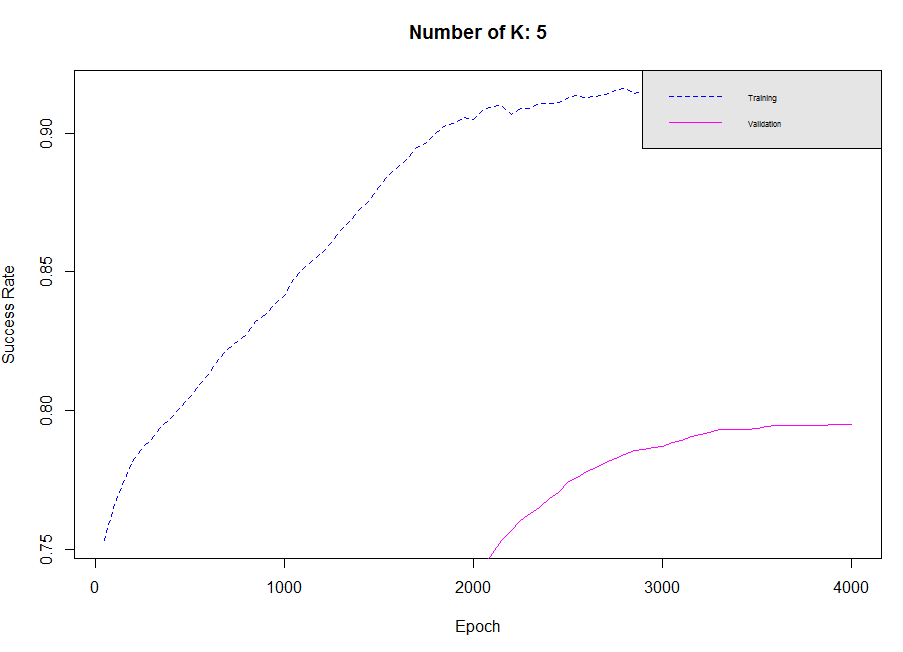 Number of K: 5
Training
Validation
Success Rate
0.90
0.85
0.80
0.75
0
1000
2000
3000
4000
Epoch